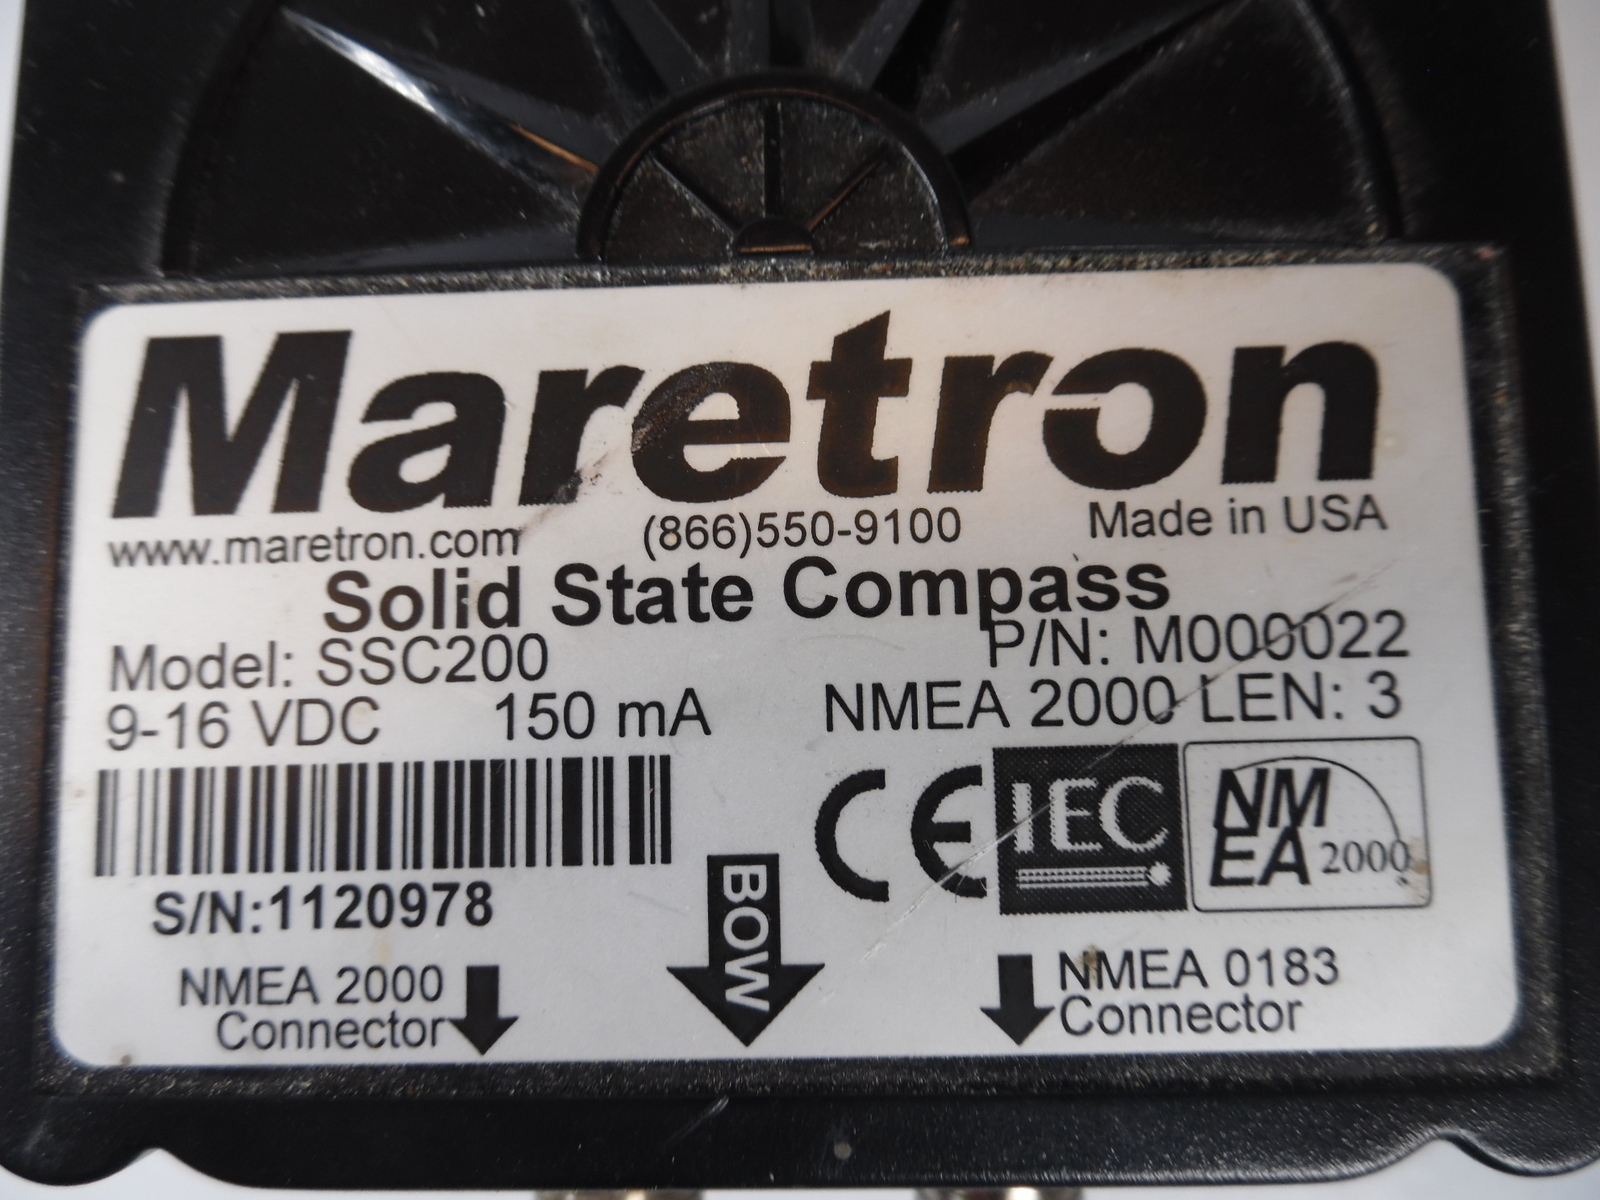 Maretron
www.maretron.com (866)550-9100 Made in USA
Solid State Compass
Model: SSC200 P/N: M000022
9-16 VDC 150 mA NMEA 2000 LEN: 3
CE IEC NMEA 2000
S/N:1120978
BOW
NMEA 2000 Connector
NMEA 0183 Connector